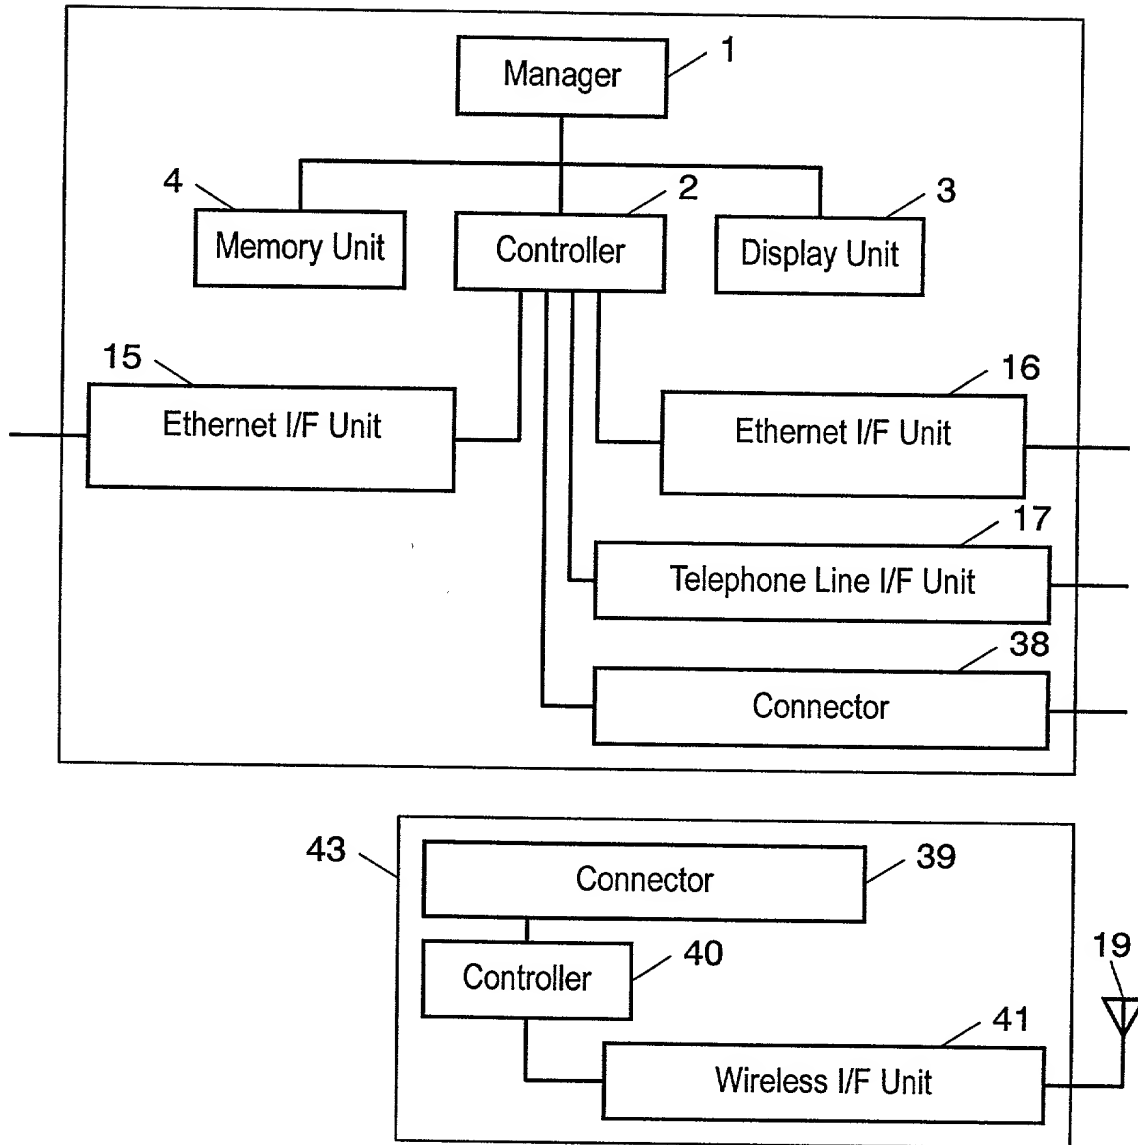 1
Manager
4
2
3
Memory Unit
Controller
Display Unit
15
16
Ethernet I/F Unit
Ethernet I/F Unit
17
Telephone Line I/F Unit
38
Connector
43
39
Connector
40
19
Controller
41
Wireless I/F Unit